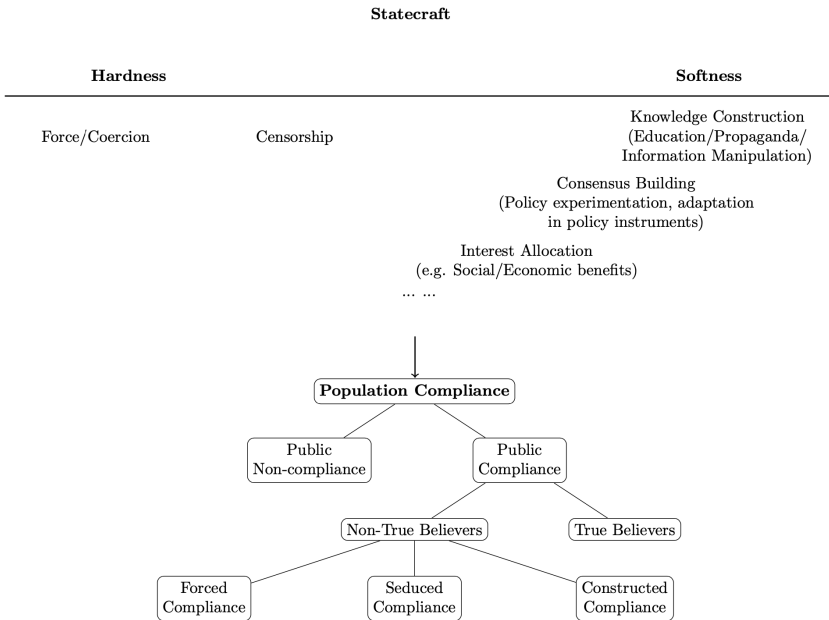 Statecraft
Hardness
Softness
Force/Coercion
Censorship
Knowledge Construction
(Education/Propaganda/
Information Manipulation)
Consensus Building
(Policy experimentation, adaptation
in policy instruments)
Interest Allocation
(e.g. Social/Economic benefits)
... ...
Population Compliance
Public
Non-compliance
Public
Compliance
Non-True Believers
True Believers
Forced
Compliance
Seduced
Compliance
Constructed
Compliance